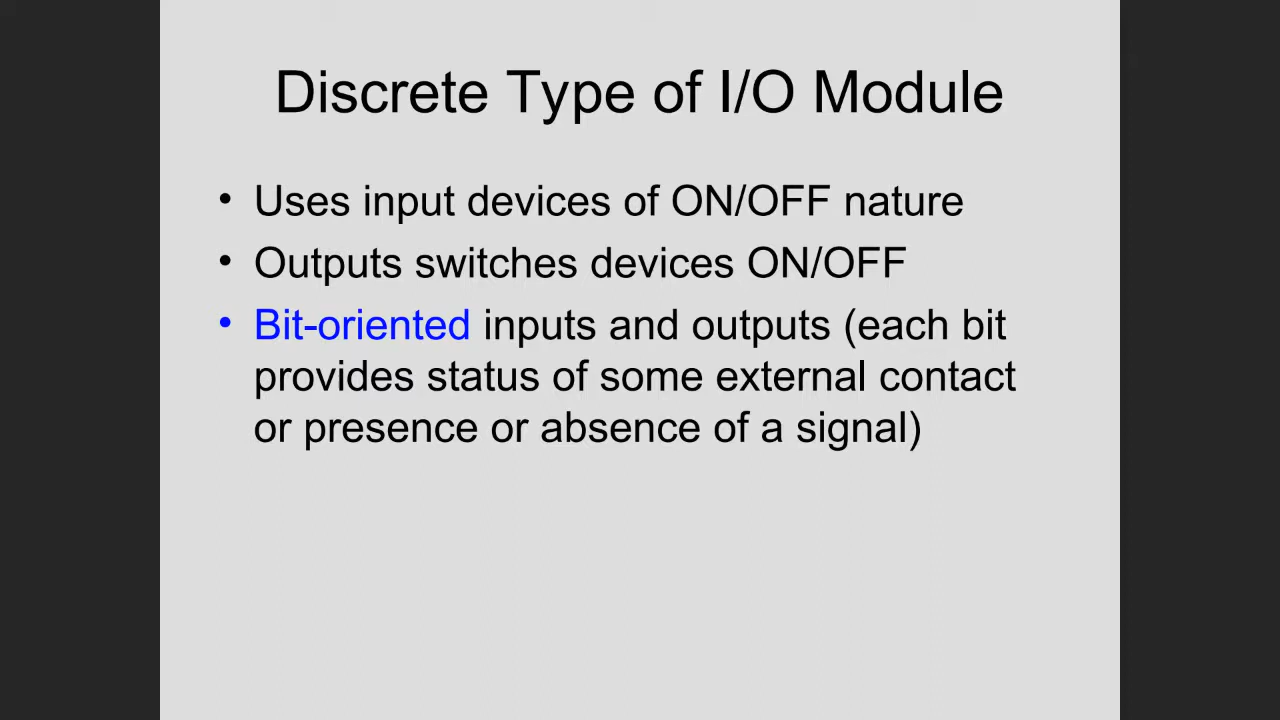 Discrete Type of I/O Module
• Uses input devices of ON/OFF nature
• Outputs switches devices ON/OFF
• Bit-oriented inputs and outputs (each bit
provides status of some external contact
or presence or absence of a signal)